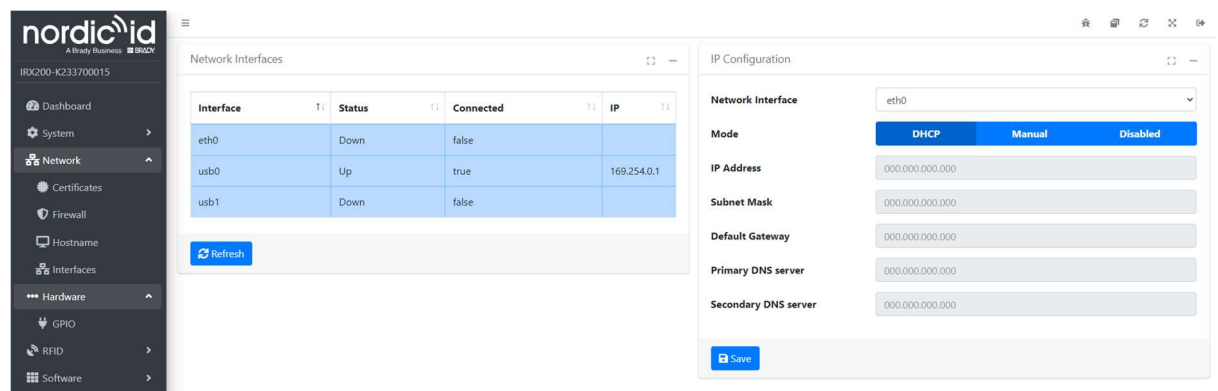 nordic id
A Brady Business BRADY
IRX200-K233700015
Dashboard
System
Network
Certificates
Firewall
Hostname
Interfaces
Hardware
GPIO
RFID
Software
Network Interfaces
Interface Status Connected IP
eth0 Down false
usb0 Up true 169.254.0.1
usb1 Down false
Refresh
IP Configuration
Network Interface eth0
Mode DHCP Manual Disabled
IP Address 000.000.000.000
Subnet Mask 000.000.000.000
Default Gateway 000.000.000.000
Primary DNS server 000.000.000.000
Secondary DNS server 000.000.000.000
Save